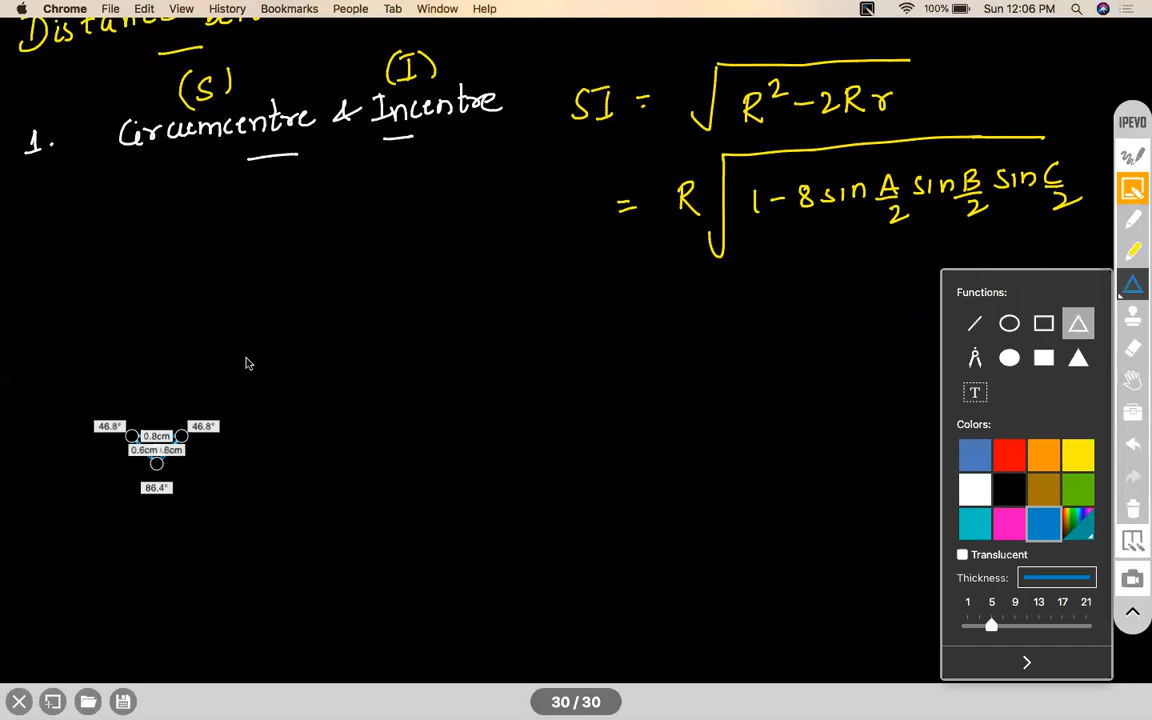 Chrome File Edit View History Bookmarks People Tab Window Help 100% Sun 12:06 PM
Distance
(S) (I)
1. Circumcentre & Incentre
SI = √(R² - 2Rr)
= R √(1 - 8 sin A/2 sin B/2 sin C/2)
IPEVO
Functions:
T
Colors:
Translucent
Thickness:
1 5 9 13 17 21
46.8° 46.8°
0.8cm
0.6cm .6cm
86.4°
30 / 30